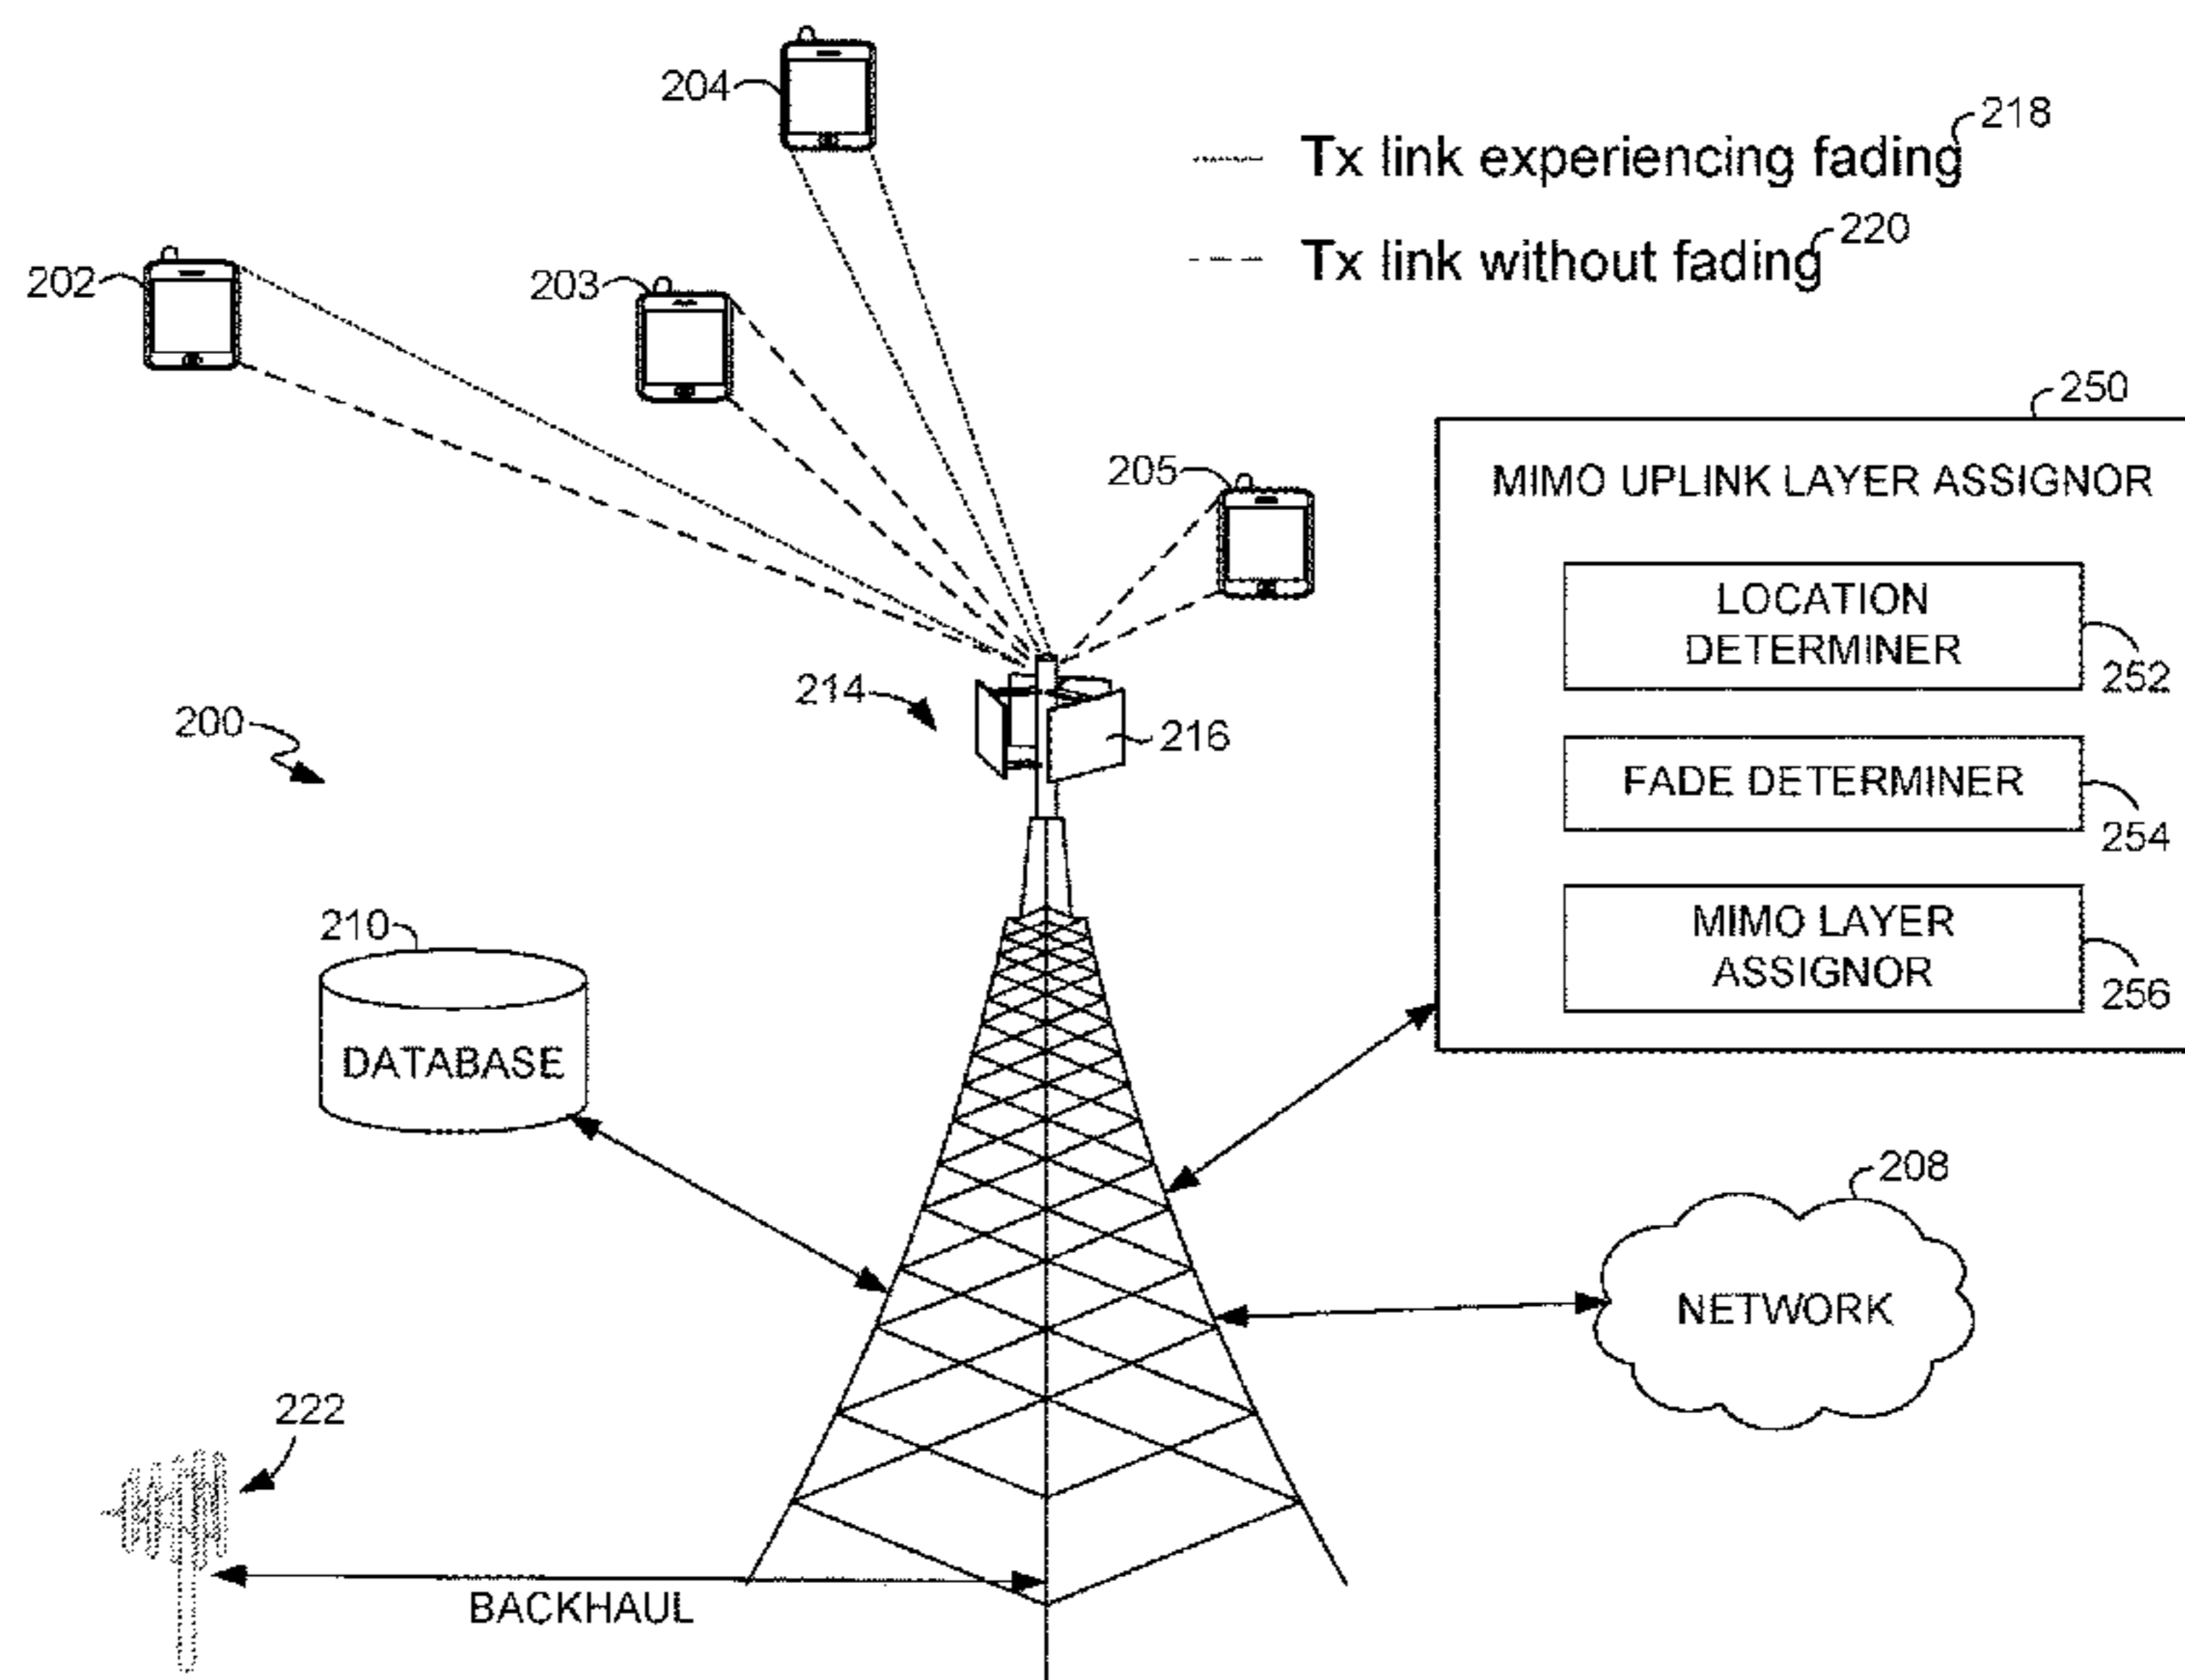 204
218
Tx link experiencing fading
220
Tx link without fading
202
203
250
205
MIMO UPLINK LAYER ASSIGNOR
LOCATION
DETERMINER
252
214
216
200
FADE DETERMINER
254
210
MIMO LAYER
ASSIGNOR
256
DATABASE
208
NETWORK
222
BACKHAUL